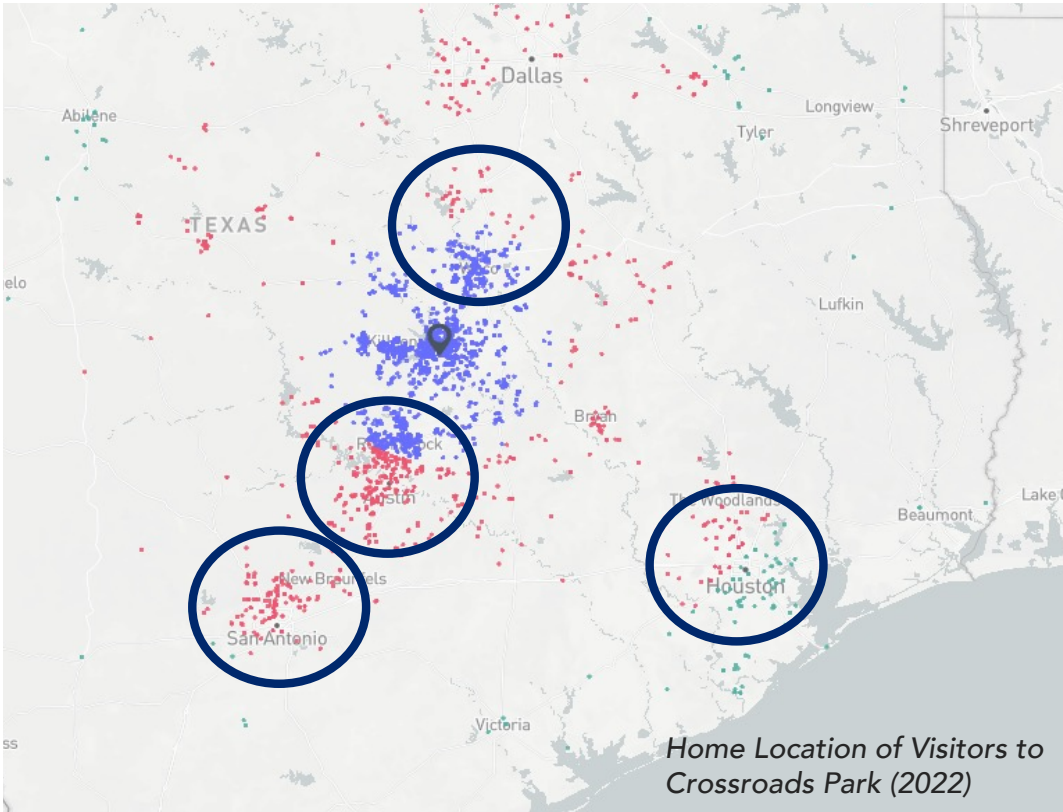 Dallas
Abilene
Longview
Shreveport
Tyler
TEXAS
elo
Lufkin
Bryan
Austin
The Woodlands
Lake
Beaumont
Houston
New Braunfels
San Antonio
Victoria
ss
Home Location of Visitors to
Crossroads Park (2022)